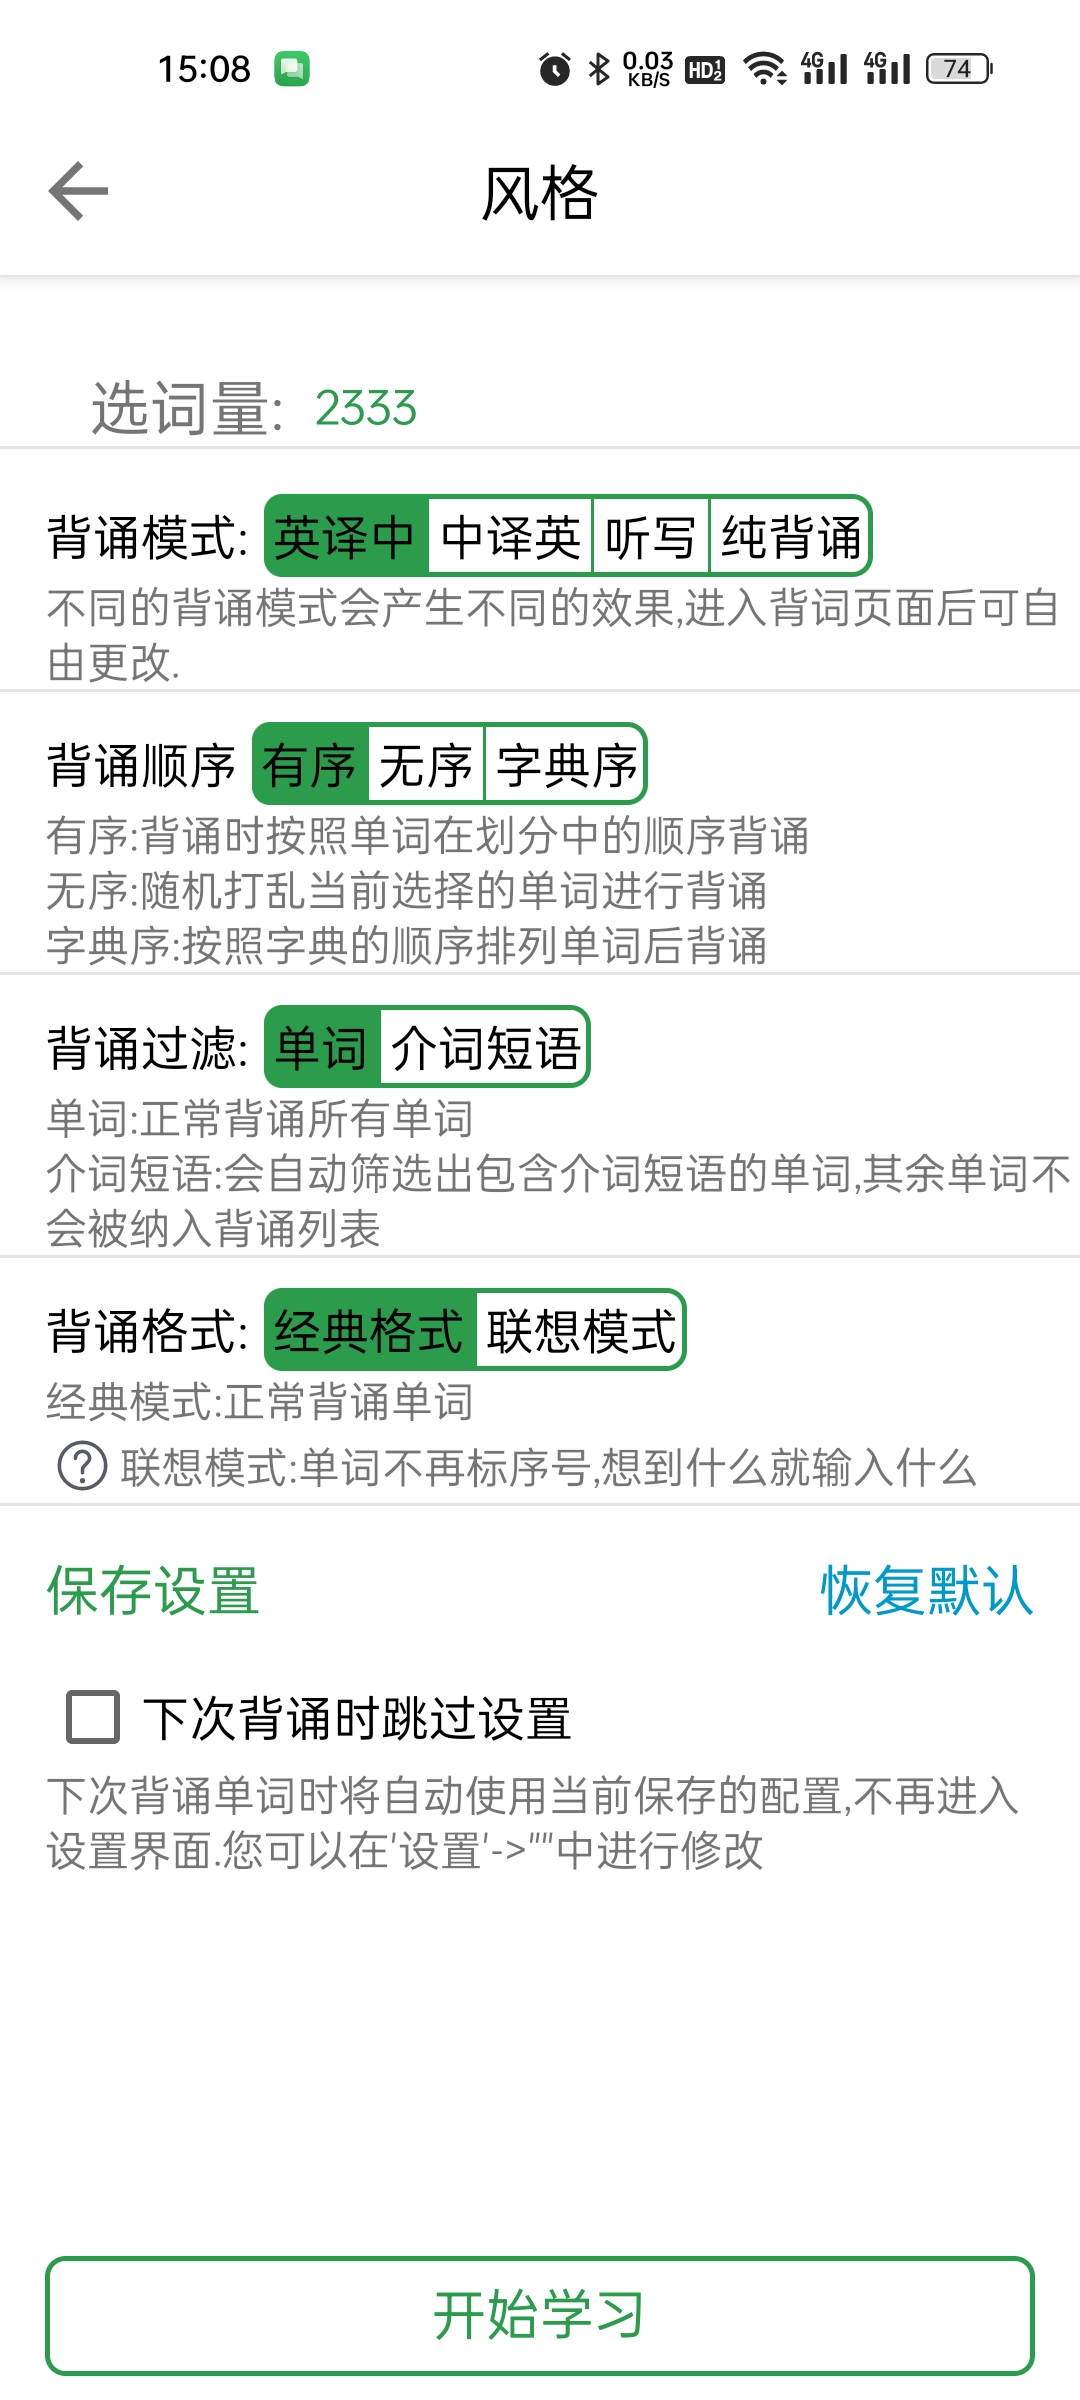 15:08 0.03 KB/S HD 1 2 4G 4G 74
风格
选词量: 2333
背诵模式: 英译中 中译英 听写 纯背诵
不同的背诵模式会产生不同的效果,进入背词页面后可自
由更改.
背诵顺序 有序 无序 字典序
有序:背诵时按照单词在划分中的顺序背诵
无序:随机打乱当前选择的单词进行背诵
字典序:按照字典的顺序排列单词后背诵
背诵过滤: 单词 介词短语
单词:正常背诵所有单词
介词短语:会自动筛选出包含介词短语的单词,其余单词不
会被纳入背诵列表
背诵格式: 经典格式 联想模式
经典模式:正常背诵单词
? 联想模式:单词不再标序号,想到什么就输入什么
保存设置 恢复默认
下次背诵时跳过设置
下次背诵单词时将自动使用当前保存的配置,不再进入
设置界面.您可以在'设置'->""中进行修改
开始学习